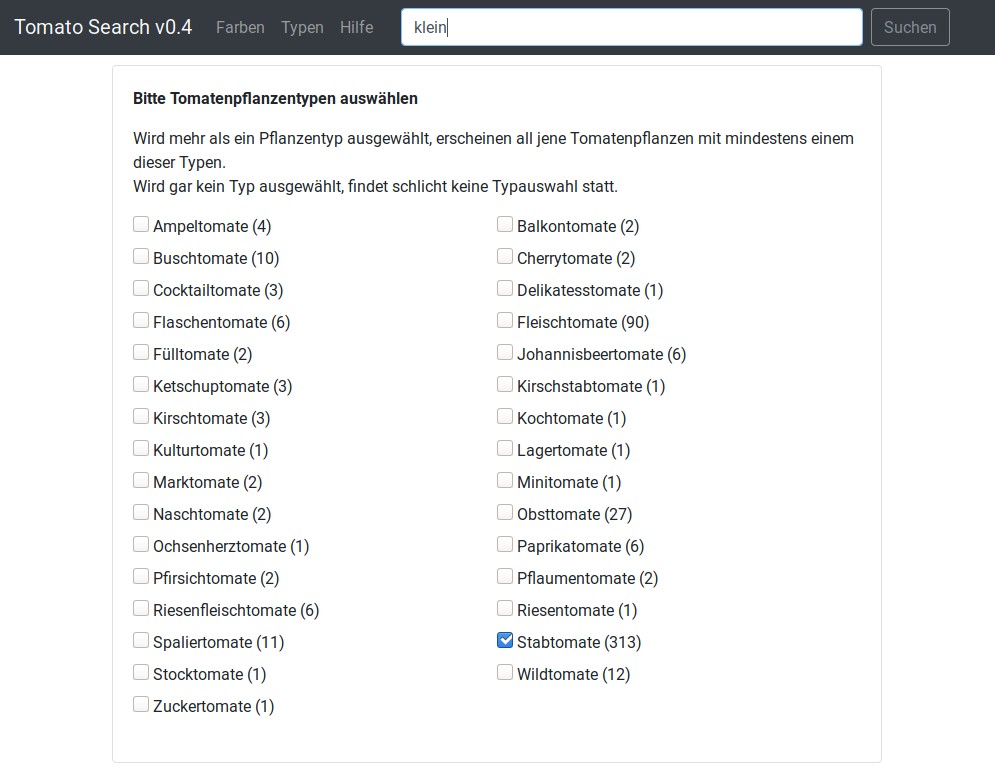 Tomato Search v0.4 Farben Typen Hilfe klein Suchen
Bitte Tomatenpflanzentypen auswählen
Wird mehr als ein Pflanzentyp ausgewählt, erscheinen all jene Tomatenpflanzen mit mindestens einem
dieser Typen.
Wird gar kein Typ ausgewählt, findet schlicht keine Typauswahl statt.
Ampeltomate (4) Balkontomate (2)
Buschtomate (10) Cherrytomate (2)
Cocktailtomate (3) Delikatesstomate (1)
Flaschentomate (6) Fleischtomate (90)
Fülltomate (2) Johannisbeertomate (6)
Ketschuptomate (3) Kirschstabtomate (1)
Kirschtomate (3) Kochtomate (1)
Kulturtomate (1) Lagertomate (1)
Marktomate (2) Minitomate (1)
Naschtomate (2) Obsttomate (27)
Ochsenherztomate (1) Paprikatomate (6)
Pfirsichtomate (2) Pflaumentomate (2)
Riesenfleischtomate (6) Riesentomate (1)
Spaliertomate (11) Stabtomate (313)
Stocktomate (1) Wildtomate (12)
Zuckertomate (1)